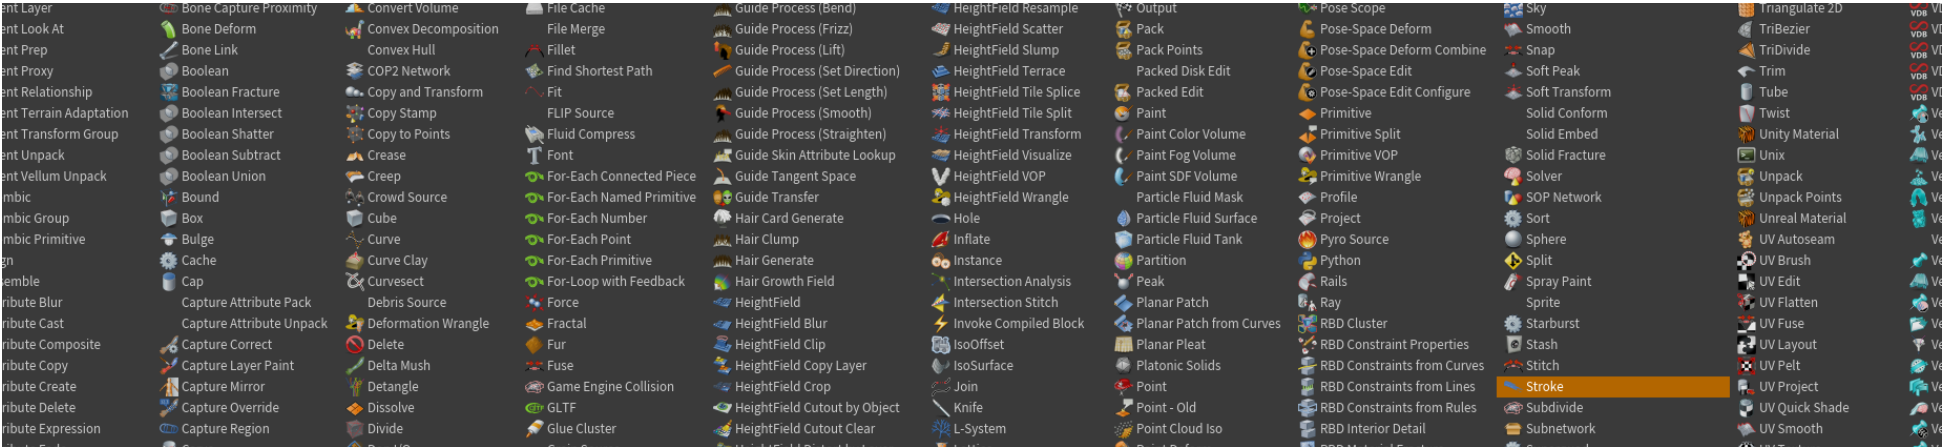 ent Layer
ent Look At
ent Prep
ent Proxy
ent Relationship
ent Terrain Adaptation
ent Transform Group
ent Unpack
ent Vellum Unpack
mbic
mbic Group
mbic Primitive
gn
semble
ribute Blur
ribute Cast
ribute Composite
ribute Copy
ribute Create
ribute Delete
ribute Expression
Bone Capture Proximity
Bone Deform
Bone Link
Boolean
Boolean Fracture
Boolean Intersect
Boolean Shatter
Boolean Subtract
Boolean Union
Bound
Box
Bulge
Cache
Cap
Capture Attribute Pack
Capture Attribute Unpack
Capture Correct
Capture Layer Paint
Capture Mirror
Capture Override
Capture Region
Convert Volume
Convex Decomposition
Convex Hull
COP2 Network
Copy and Transform
Copy Stamp
Copy to Points
Crease
Creep
Crowd Source
Cube
Curve
Curve Clay
Curvesect
Debris Source
Deformation Wrangle
Delete
Delta Mush
Detangle
Dissolve
Divide
File Cache
File Merge
Fillet
Find Shortest Path
Fit
FLIP Source
Fluid Compress
Font
For-Each Connected Piece
For-Each Named Primitive
For-Each Number
For-Each Point
For-Each Primitive
For-Loop with Feedback
Force
Fractal
Fur
Fuse
Game Engine Collision
GLTF
Glue Cluster
Guide Process (Bend)
Guide Process (Frizz)
Guide Process (Lift)
Guide Process (Set Direction)
Guide Process (Set Length)
Guide Process (Smooth)
Guide Process (Straighten)
Guide Skin Attribute Lookup
Guide Tangent Space
Guide Transfer
Hair Card Generate
Hair Clump
Hair Generate
Hair Growth Field
HeightField
HeightField Blur
HeightField Clip
HeightField Copy Layer
HeightField Crop
HeightField Cutout by Object
HeightField Cutout Clear
HeightField Resample
HeightField Scatter
HeightField Slump
HeightField Terrace
HeightField Tile Splice
HeightField Tile Split
HeightField Transform
HeightField Visualize
HeightField VOP
HeightField Wrangle
Hole
Inflate
Instance
Intersection Analysis
Intersection Stitch
Invoke Compiled Block
IsoOffset
IsoSurface
Join
Knife
L-System
Output
Pack
Pack Points
Packed Disk Edit
Packed Edit
Paint
Paint Color Volume
Paint Fog Volume
Paint SDF Volume
Particle Fluid Mask
Particle Fluid Surface
Particle Fluid Tank
Partition
Peak
Planar Patch
Planar Patch from Curves
Planar Pleat
Platonic Solids
Point
Point - Old
Point Cloud Iso
Pose Scope
Pose-Space Deform
Pose-Space Deform Combine
Pose-Space Edit
Pose-Space Edit Configure
Primitive
Primitive Split
Primitive VOP
Primitive Wrangle
Profile
Project
Pyro Source
Python
Rails
Ray
RBD Cluster
RBD Constraint Properties
RBD Constraints from Curves
RBD Constraints from Lines
RBD Constraints from Rules
RBD Interior Detail
Sky
Smooth
Snap
Soft Peak
Soft Transform
Solid Conform
Solid Embed
Solid Fracture
Solver
SOP Network
Sort
Sphere
Split
Spray Paint
Sprite
Starburst
Stash
Stitch
Stroke
Subdivide
Subnetwork
Triangulate 2D
TriBezier
TriDivide
Trim
Tube
Twist
Unity Material
Unix
Unpack
Unpack Points
Unreal Material
UV Autoseam
UV Brush
UV Edit
UV Flatten
UV Fuse
UV Layout
UV Pelt
UV Project
UV Quick Shade
UV Smooth